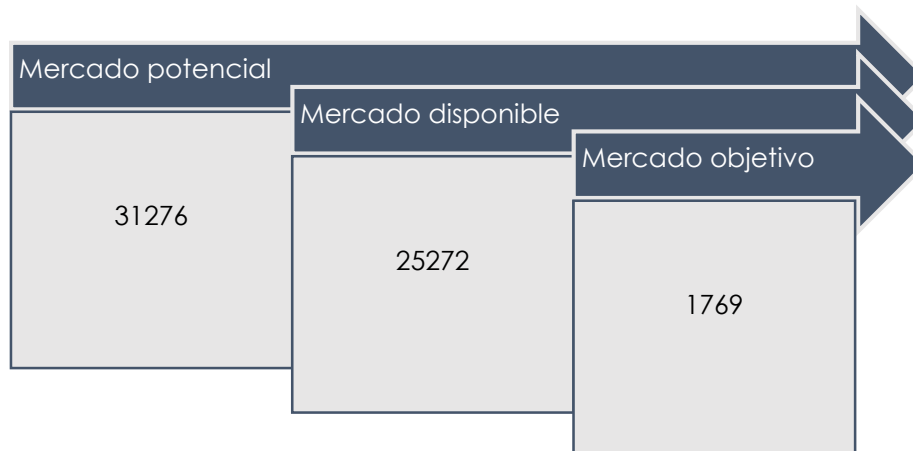 Mercado potencial
31276
Mercado disponible
25272
Mercado objetivo
1769